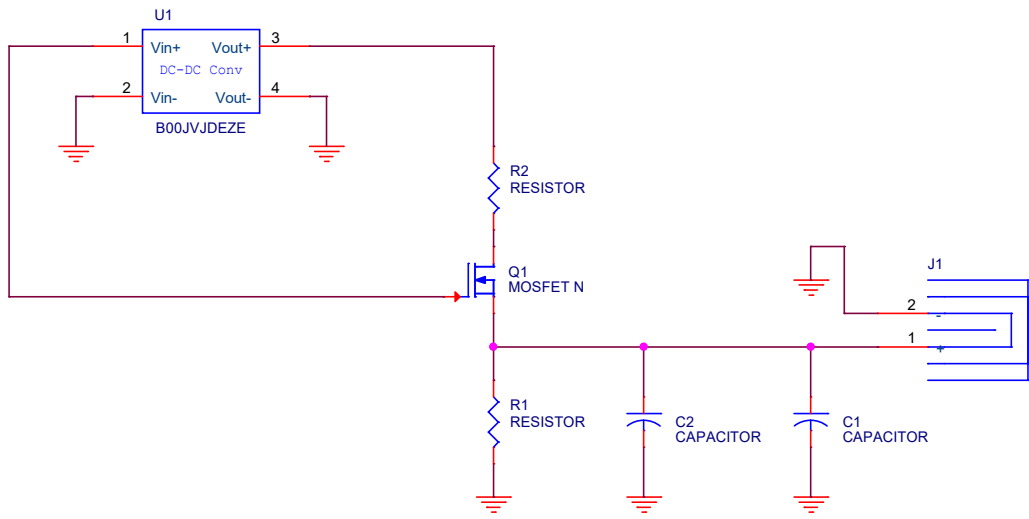 U1
1 Vin+ Vout+ 3
DC-DC Conv
2 Vin- Vout- 4
B00JVJDEZE
R2
RESISTOR
Q1
MOSFET N
J1
2 -
1 +
R1
RESISTOR
C2
CAPACITOR
C1
CAPACITOR